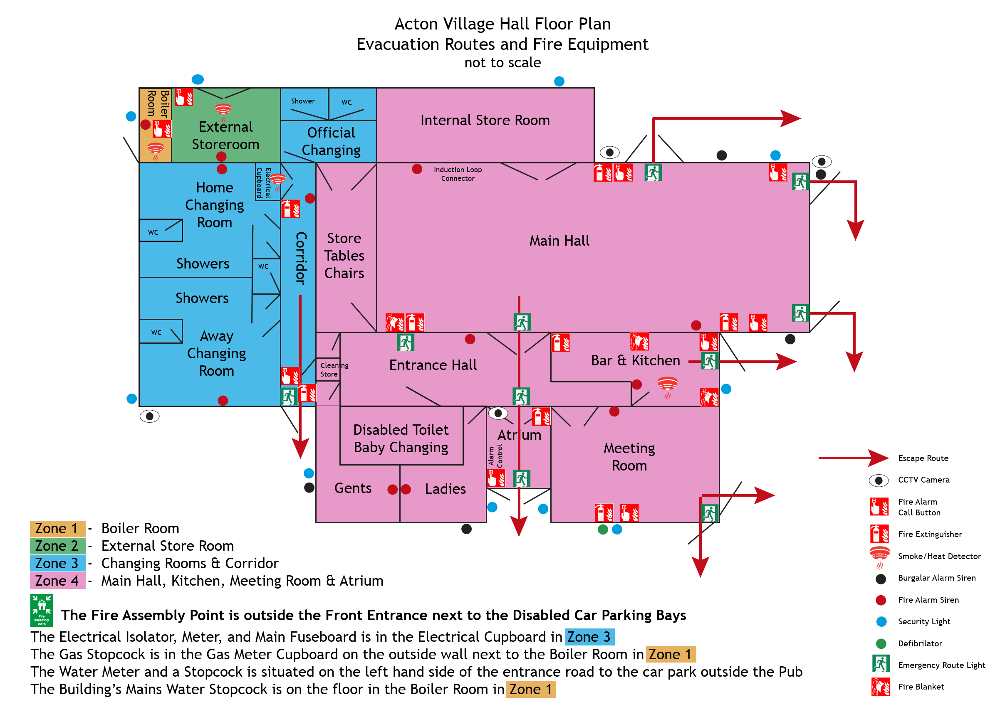 Acton Village Hall Floor Plan
Evacuation Routes and Fire Equipment
not to scale
Boiler
Room
External
Storeroom
Shower
WC
Official
Changing
Internal Store Room
Home
Changing
Room
Electrical
Cupboard
Induction Loop
Connector
WC
Showers
WC
Corridor
Store
Tables
Chairs
Main Hall
Showers
WC
Away
Changing
Room
Cleaning
Store
Entrance Hall
Bar & Kitchen
Disabled Toilet
Baby Changing
Atrium
Alarm
Control
Meeting
Room
Gents
Ladies
Escape Route
CCTV Camera
Fire Alarm
Call Button
Fire Extinguisher
Smoke/Heat Detector
Burgalar Alarm Siren
Fire Alarm Siren
Security Light
Defibrilator
Emergency Route Light
Fire Blanket
Zone 1 - Boiler Room
Zone 2 - External Store Room
Zone 3 - Changing Rooms & Corridor
Zone 4 - Main Hall, Kitchen, Meeting Room & Atrium
Fire
assembly
point
The Fire Assembly Point is outside the Front Entrance next to the Disabled Car Parking Bays
The Electrical Isolator, Meter, and Main Fuseboard is in the Electrical Cupboard in Zone 3
The Gas Stopcock is in the Gas Meter Cupboard on the outside wall next to the Boiler Room in Zone 1
The Water Meter and a Stopcock is situated on the left hand side of the entrance road to the car park outside the Pub
The Building's Mains Water Stopcock is on the floor in the Boiler Room in Zone 1